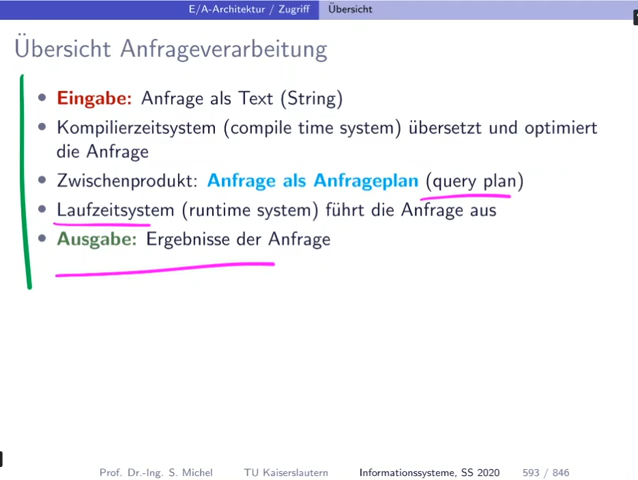 E/A-Architektur / Zugriff Übersicht
Übersicht Anfrageverarbeitung
• Eingabe: Anfrage als Text (String)
• Kompilierzeitsystem (compile time system) übersetzt und optimiert
die Anfrage
• Zwischenprodukt: Anfrage als Anfrageplan (query plan)
• Laufzeitsystem (runtime system) führt die Anfrage aus
• Ausgabe: Ergebnisse der Anfrage
Prof. Dr.-Ing. S. Michel TU Kaiserslautern Informationssysteme, SS 2020 593 / 846